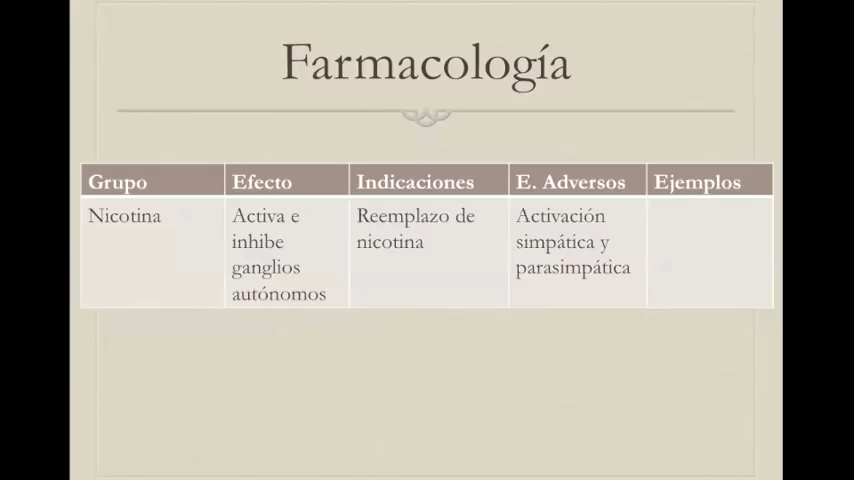 Farmacología
Grupo Efecto Indicaciones E. Adversos Ejemplos
Nicotina
Activa e
inhibe
ganglios
autónomos
Reemplazo de
nicotina
Activación
simpática y
parasimpática